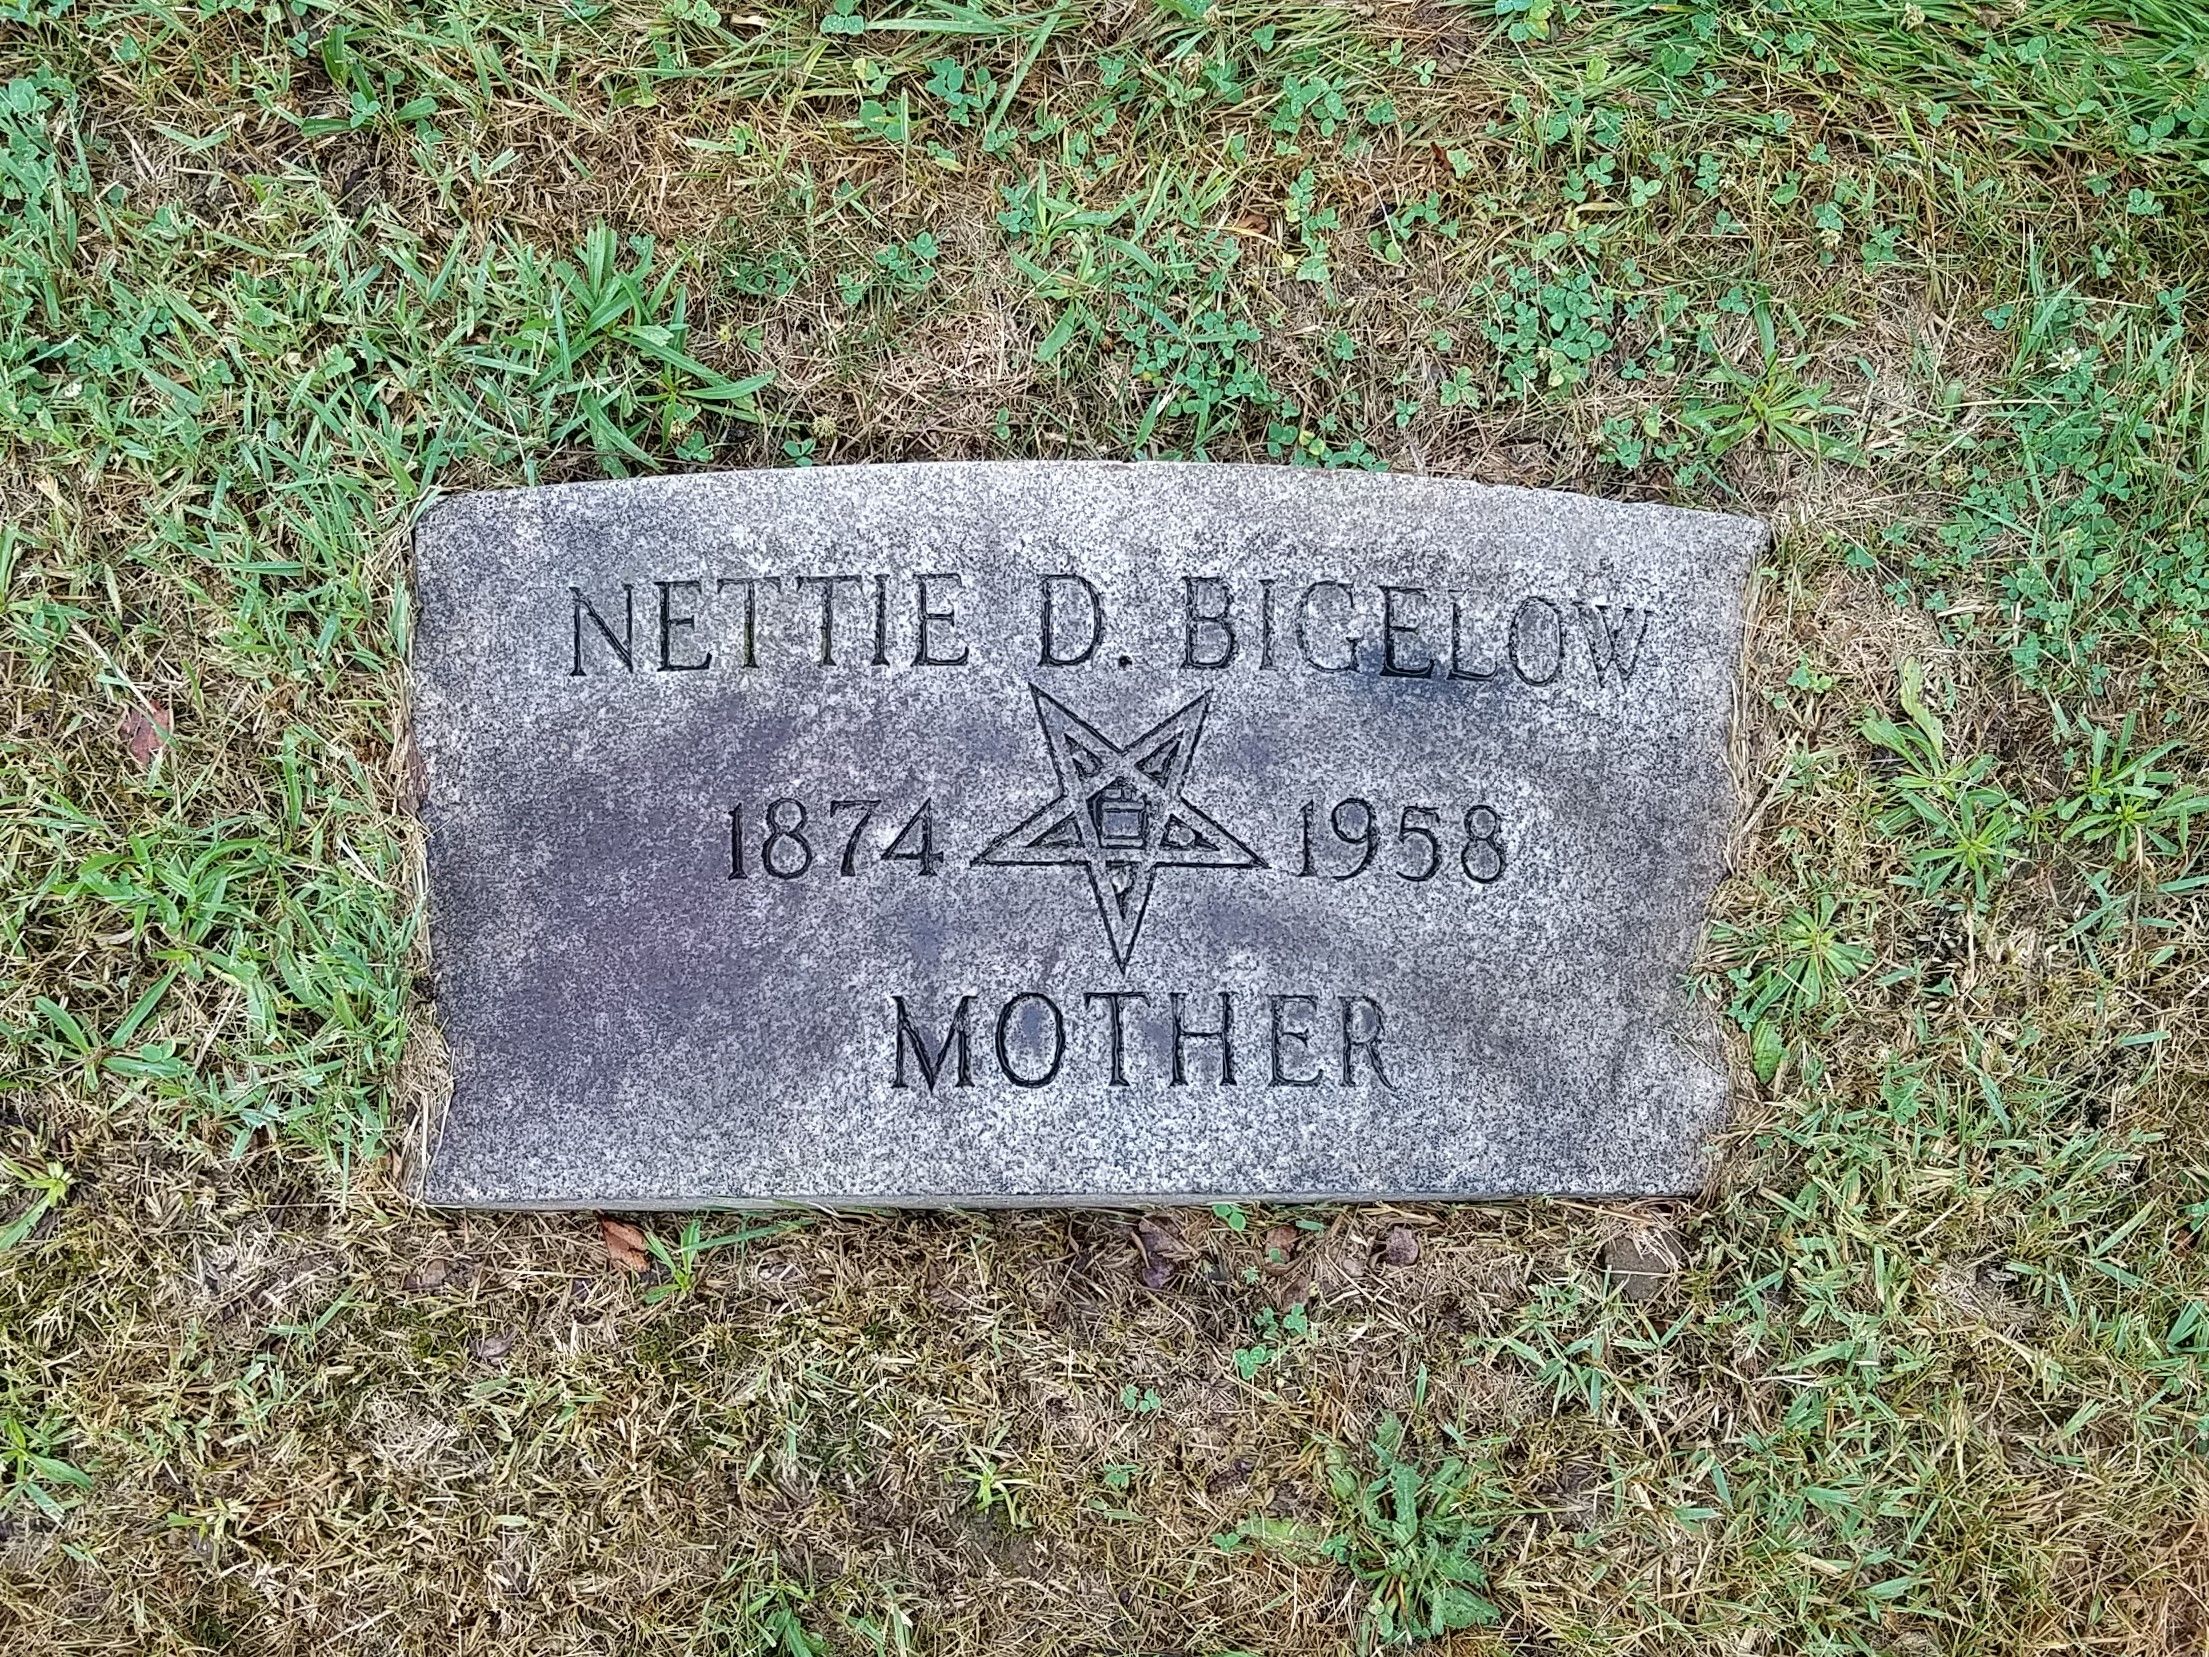 NETTIE D. BIGELOW
1874 1958
MOTHER